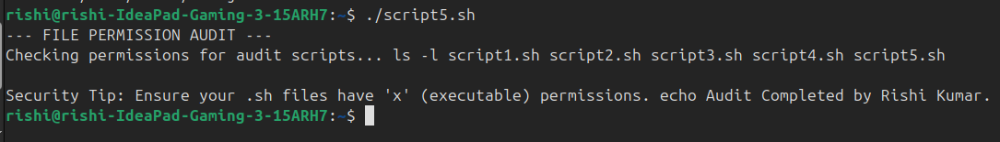 rishi@rishi-IdeaPad-Gaming-3-15ARH7:~$ ./script5.sh
--- FILE PERMISSION AUDIT ---
Checking permissions for audit scripts... ls -l script1.sh script2.sh script3.sh script4.sh script5.sh
Security Tip: Ensure your .sh files have 'x' (executable) permissions. echo Audit Completed by Rishi Kumar.
rishi@rishi-IdeaPad-Gaming-3-15ARH7:~$